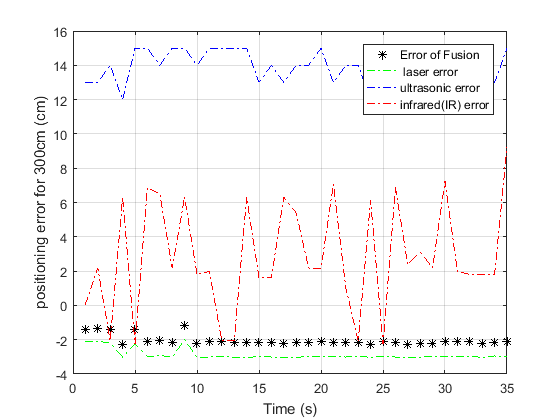 16
14
12
10
8
6
4
2
0
-2
-4
positioning error for 300cm (cm)
Error of Fusion
laser error
ultrasonic error
infrared(IR) error
0 5 10 15 20 25 30 35
Time (s)